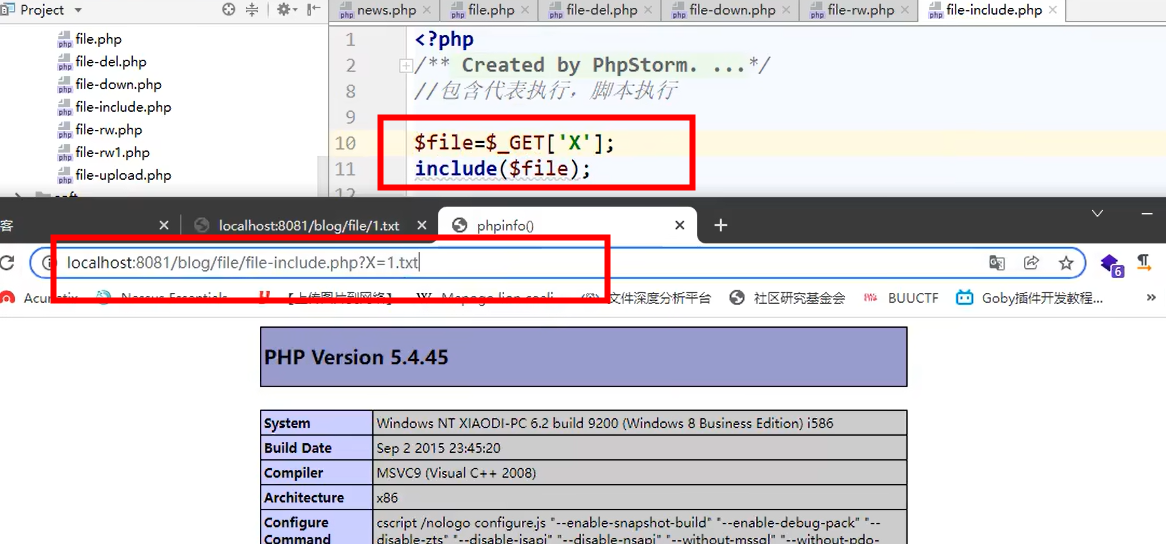 Project
news.php
file.php
file-del.php
file-down.php
file-rw.php
file-include.php
file.php
file-del.php
file-down.php
file-include.php
file-rw.php
file-rw1.php
file-upload.php
1 <?php
2 /** Created by PhpStorm. ...*/
8 //包含代表执行，脚本执行
9
10 $file=$_GET['X'];
11 include($file);
12
客
localhost:8081/blog/file/1.txt
phpinfo()
localhost:8081/blog/file/file-include.php?X=1.txt
6
文件深度分析平台
社区研究基金会
BUUCTF
Goby插件开发教程...
PHP Version 5.4.45
System Windows NT XIAODI-PC 6.2 build 9200 (Windows 8 Business Edition) i586
Build Date Sep 2 2015 23:45:20
Compiler MSVC9 (Visual C++ 2008)
Architecture x86
Configure Command cscript /nologo configure.js "--enable-snapshot-build" "--enable-debug-pack" "--
disable-zts" "--disable-isapi" "--disable-nsapi" "--without-mssql" "--without-pdo-